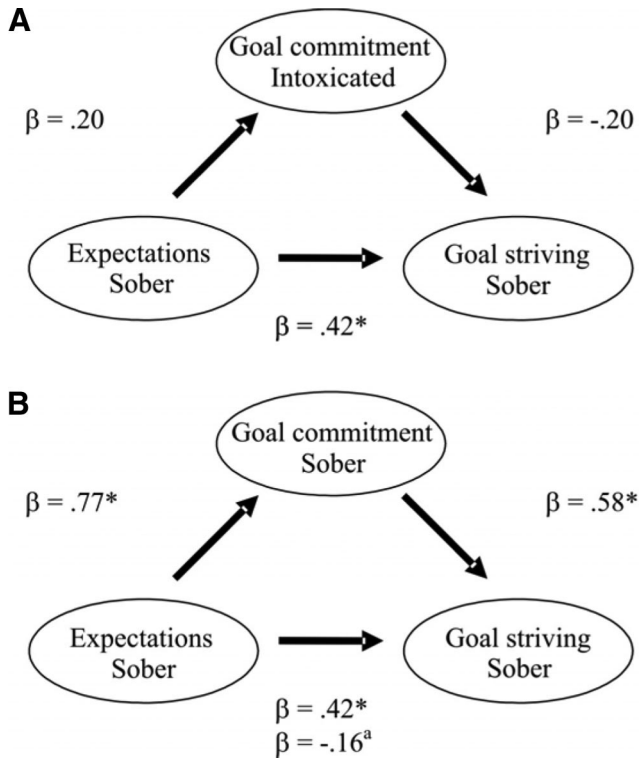 A
Goal commitment
Intoxicated
β = .20
β = -.20
Expectations
Sober
Goal striving
Sober
β = .42*
B
Goal commitment
Sober
β = .77*
β = .58*
Expectations
Sober
Goal striving
Sober
β = .42*
β = -.16ᵃ